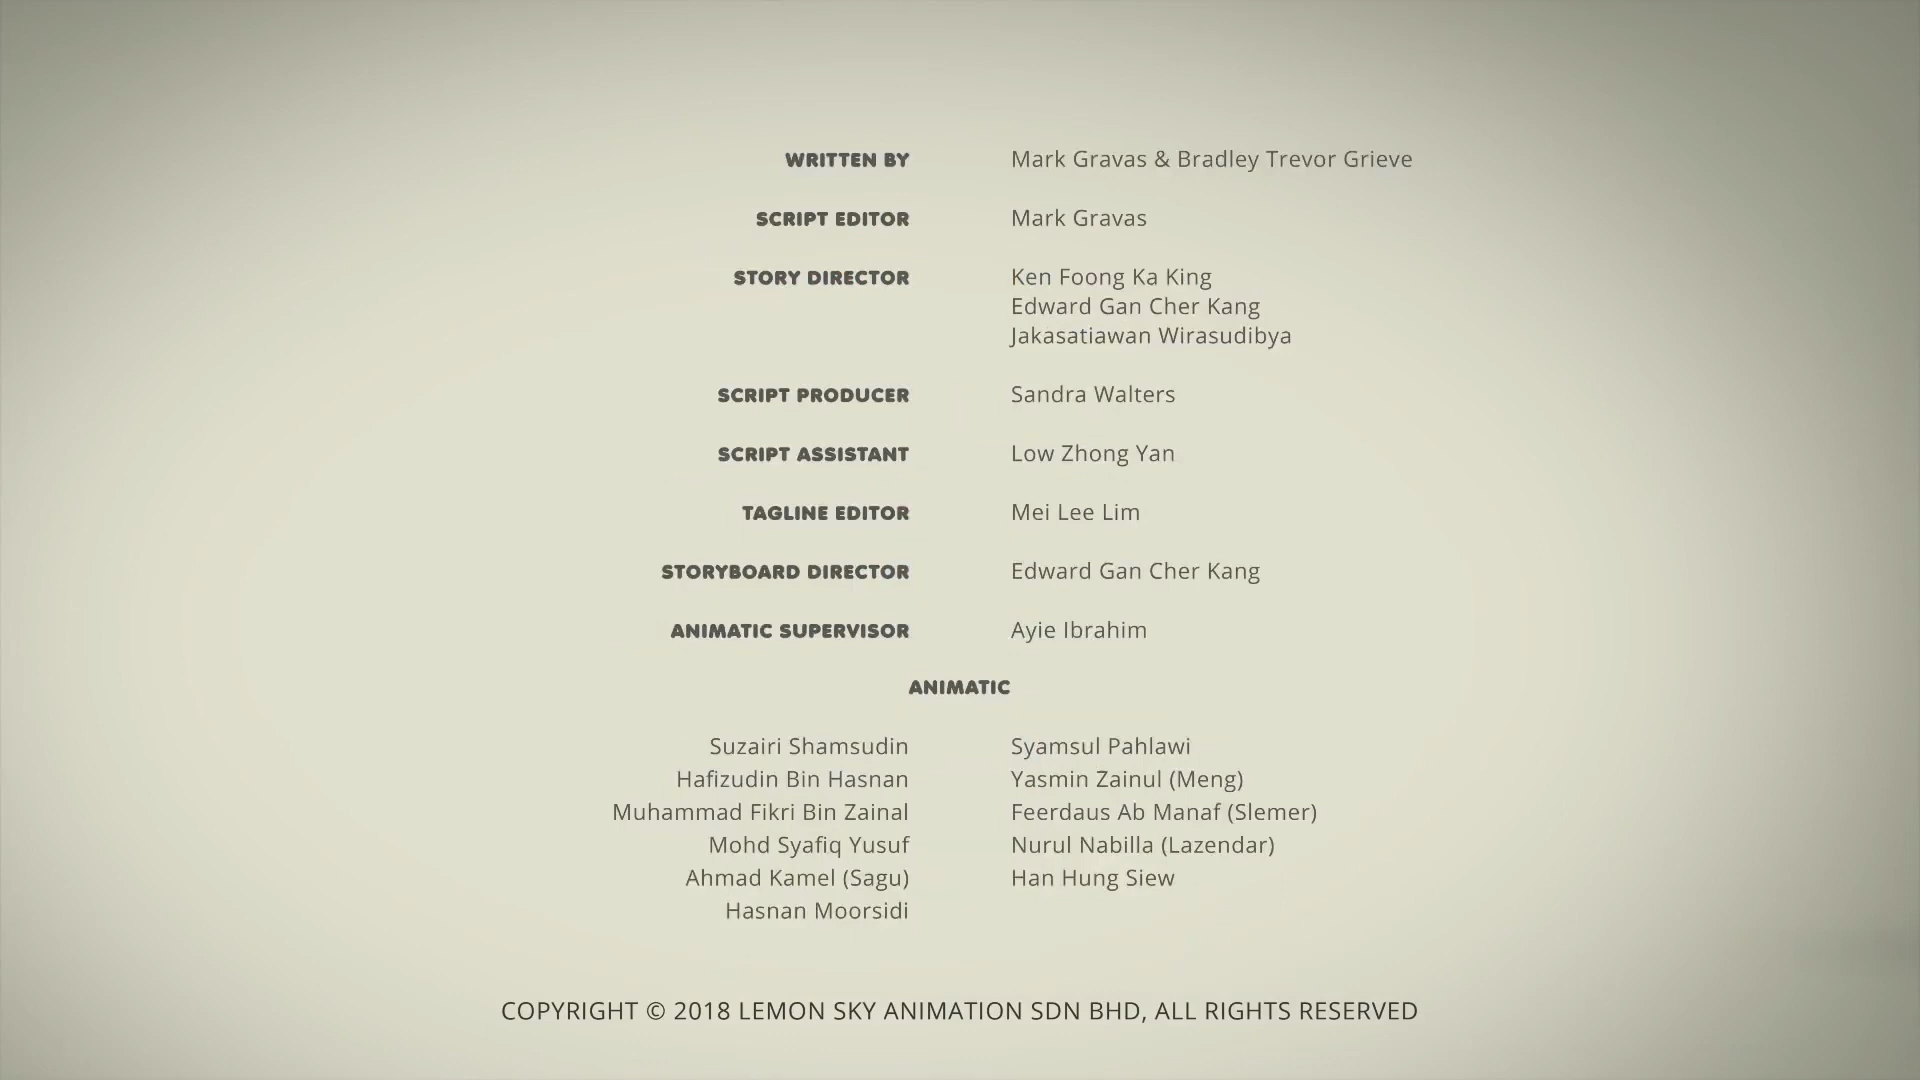 WRITTEN BY Mark Gravas & Bradley Trevor Grieve
SCRIPT EDITOR Mark Gravas
STORY DIRECTOR Ken Foong Ka King
Edward Gan Cher Kang
Jakasatiawan Wirasudibya
SCRIPT PRODUCER Sandra Walters
SCRIPT ASSISTANT Low Zhong Yan
TAGLINE EDITOR Mei Lee Lim
STORYBOARD DIRECTOR Edward Gan Cher Kang
ANIMATIC SUPERVISOR Ayie Ibrahim
ANIMATIC
Suzairi Shamsudin Syamsul Pahlawi
Hafizudin Bin Hasnan Yasmin Zainul (Meng)
Muhammad Fikri Bin Zainal Feerdaus Ab Manaf (Slemer)
Mohd Syafiq Yusuf Nurul Nabilla (Lazendar)
Ahmad Kamel (Sagu) Han Hung Siew
Hasnan Moorsidi
COPYRIGHT © 2018 LEMON SKY ANIMATION SDN BHD, ALL RIGHTS RESERVED